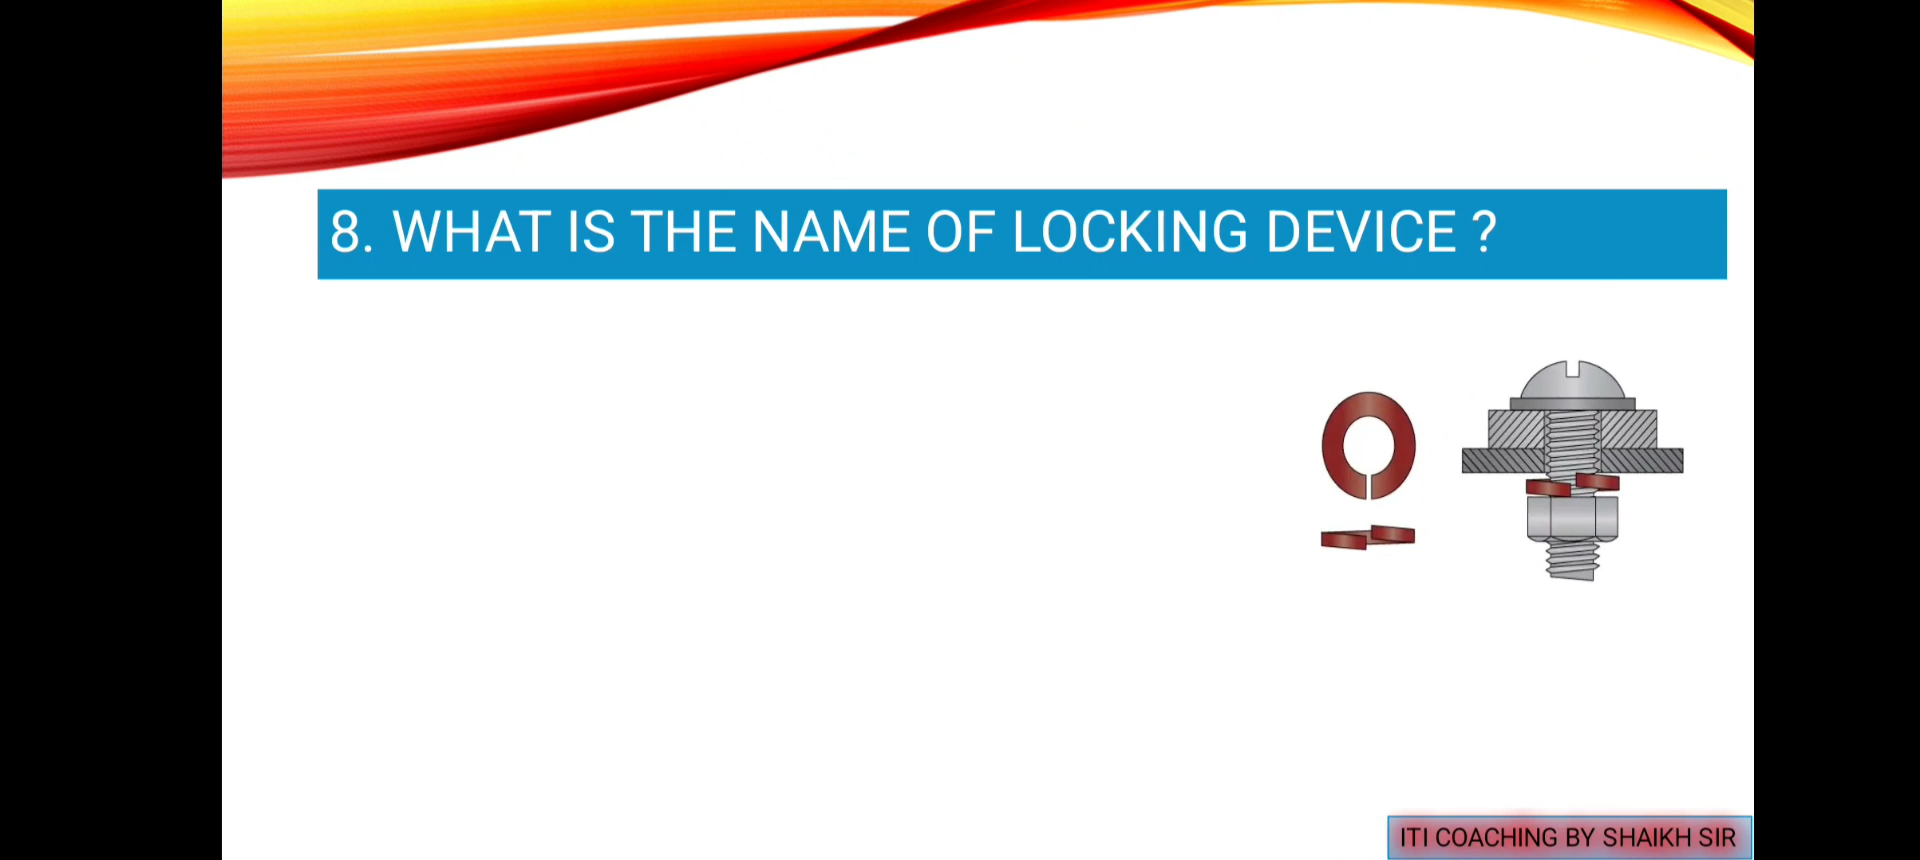 8. WHAT IS THE NAME OF LOCKING DEVICE ?
ITI COACHING BY SHAIKH SIR